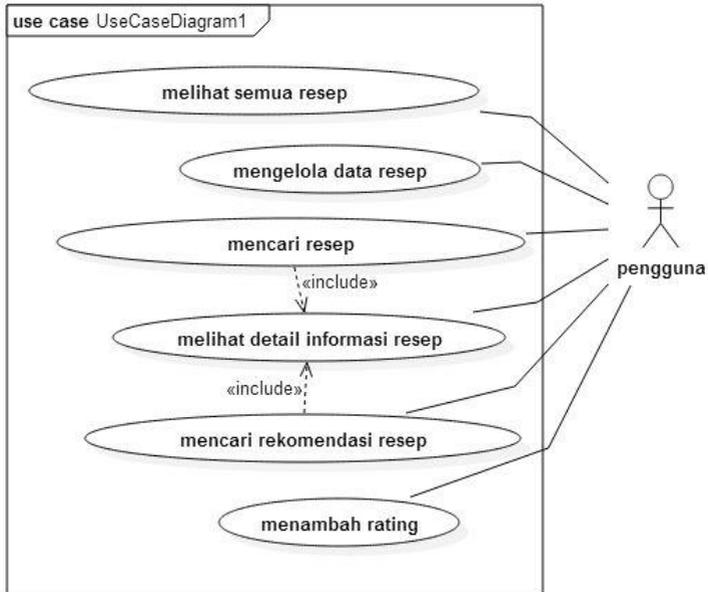 use case UseCaseDiagram1
melihat semua resep
mengelola data resep
mencari resep
«include»
pengguna
melihat detail informasi resep
«include»
mencari rekomendasi resep
menambah rating